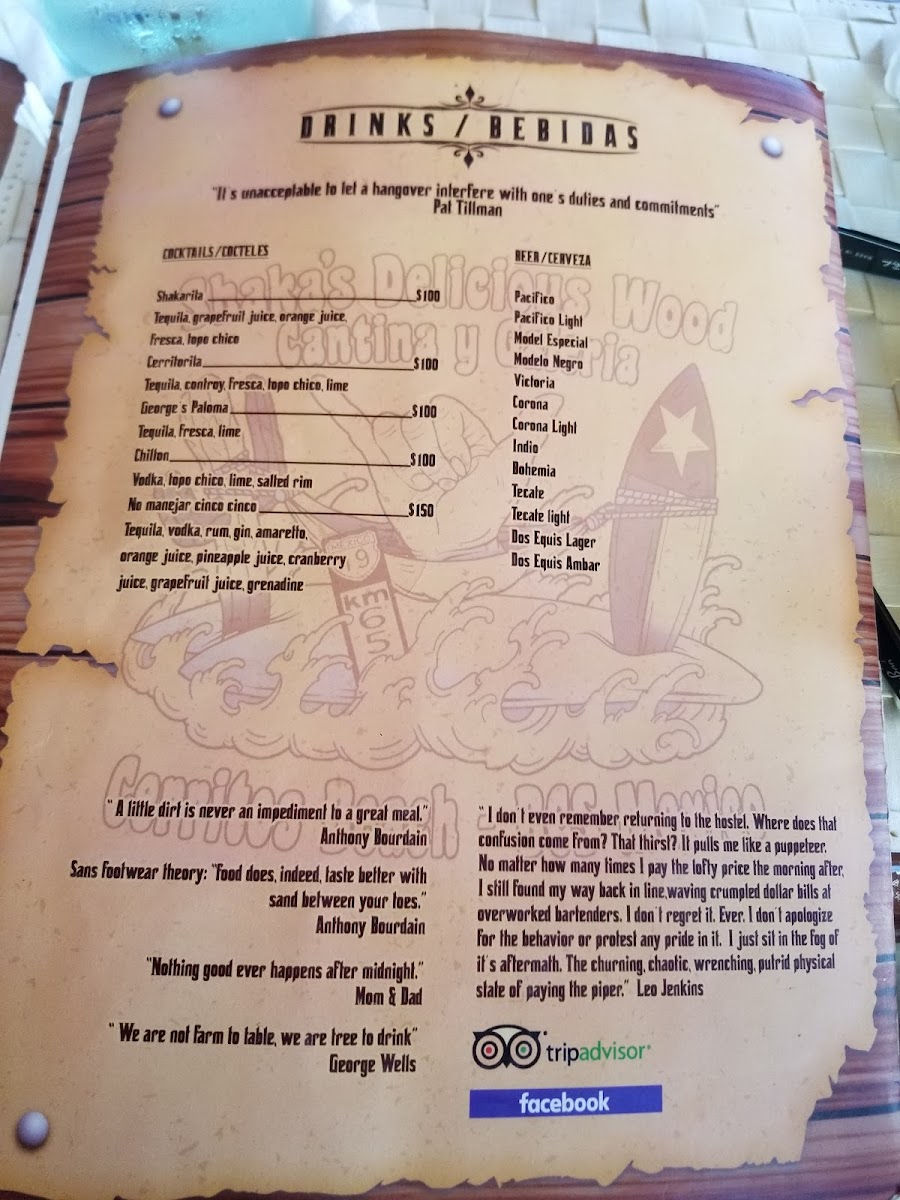 DRINKS / BEBIDAS
"It's unacceptable to let a hangover interfere with one's duties and commitments"
Pat Tillman
COCKTAILS/COCTELES
Shakarila $100
Tequila, grapefruit juice, orange juice,
Fresca, topo chico
Cerritorila $100
Tequila, controy, Fresca, topo chico, lime
George's Paloma $100
Tequila, Fresca, lime
Chillon $100
Vodka, topo chico, lime, salted rim
No manejar cinco cinco $150
Tequila, vodka, rum, gin, amaretto,
orange juice, pineapple juice, cranberry
juice, grapefruit juice, grenadine
BEER/CERVEZA
Pacifico
Pacifico Light
Model Especial
Modelo Negro
Victoria
Corona
Corona Light
Indio
Bohemia
Tecate
Tecate light
Dos Equis Lager
Dos Equis Ambar
Shaka's Delicious Wood
Cantina y
9
km
65
Cerritos Beach
" A little dirt is never an impediment to a great meal."
Anthony Bourdain
Sans Footwear theory: "Food does, indeed, taste better with
sand between your toes."
Anthony Bourdain
"Nothing good ever happens after midnight."
Mom & Dad
" We are not Farm to table, we are tree to drink"
George Wells
" I don't even remember returning to the hostel. Where does that
confusion come from? That thirst? It pulls me like a puppeteer.
No matter how many times I pay the lofty price the morning after,
I still found my way back in line,waving crumpled dollar bills at
overworked bartenders. I don't regret it. Ever. I don't apologize
for the behavior or protest any pride in it. I just sit in the fog of
it's aftermath. The churning, chaotic, wrenching, putrid physical
state of paying the piper." Leo Jenkins
tripadvisor
facebook